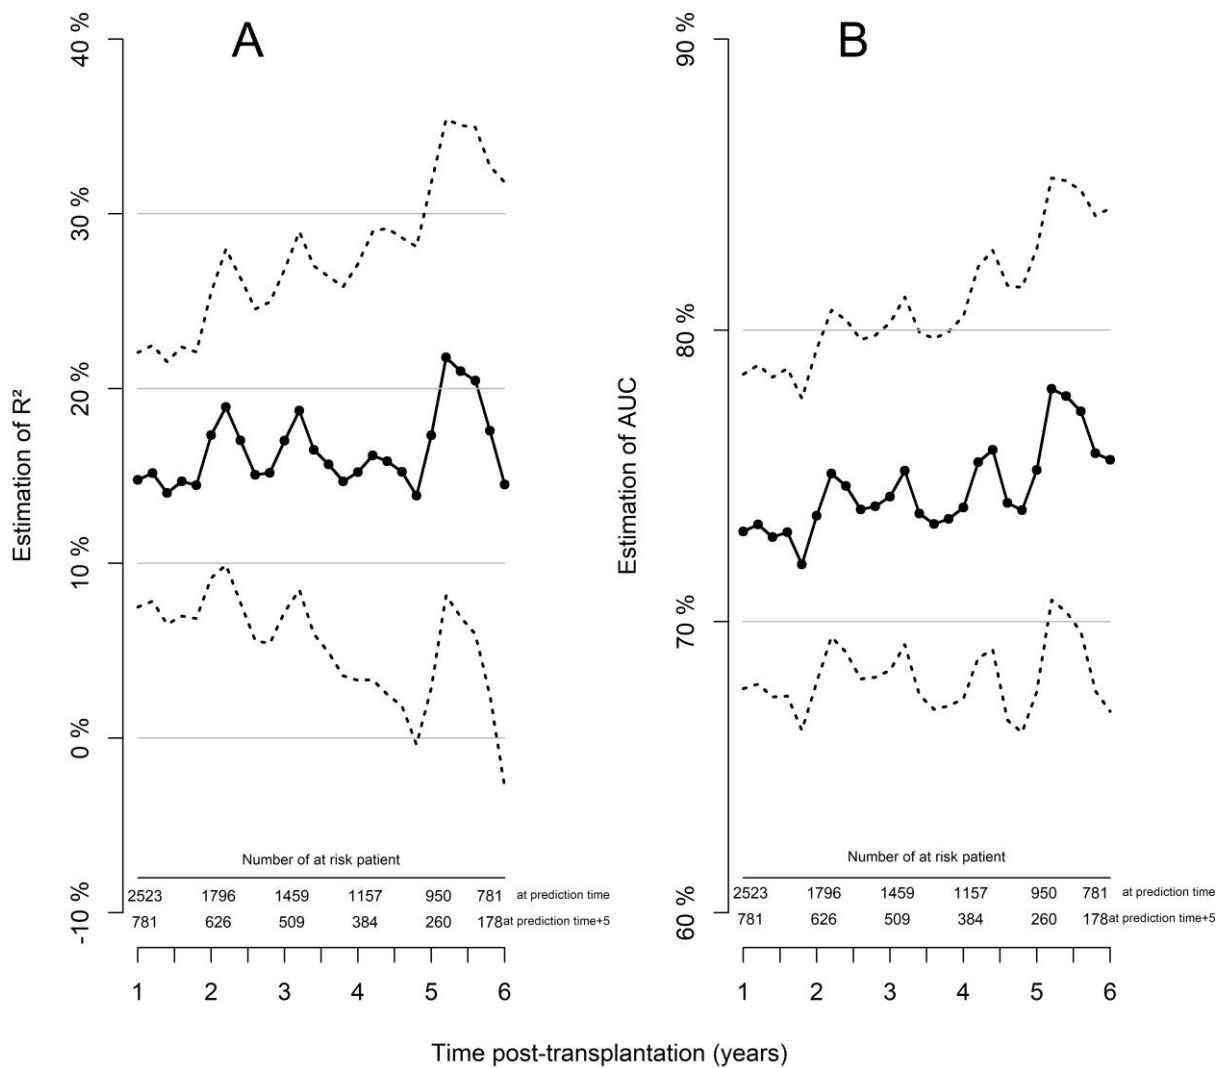 A
40 %
30 %
20 %
10 %
0 %
-10 %
Estimation of R²
Number of at risk patient
2523 1796 1459 1157 950 781 at prediction time
781 626 509 384 260 178 at prediction time+5
1 2 3 4 5 6
B
90 %
80 %
70 %
60 %
Estimation of AUC
Number of at risk patient
2523 1796 1459 1157 950 781 at prediction time
781 626 509 384 260 178 at prediction time+5
1 2 3 4 5 6
Time post-transplantation (years)